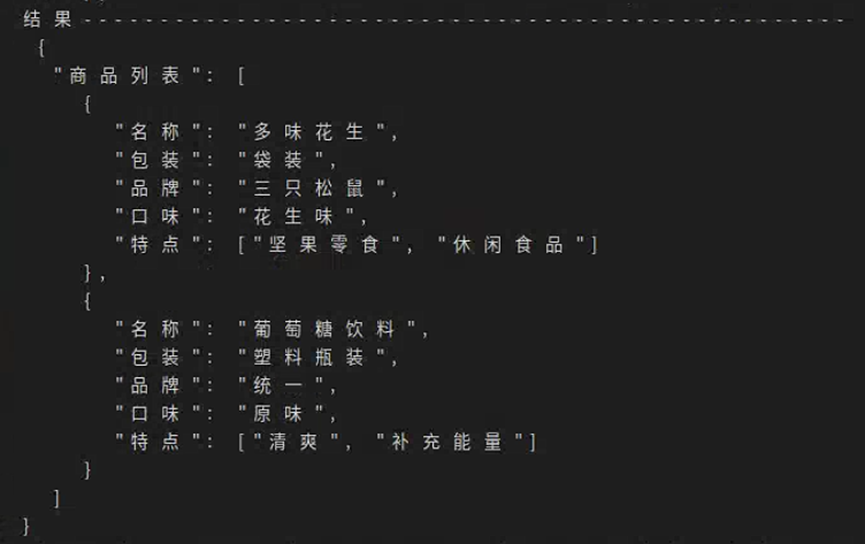 结果--------------------------------------------------
{
"商品列表": [
{
"名称": "多味花生",
"包装": "袋装",
"品牌": "三只松鼠",
"口味": "花生味",
"特点": ["坚果零食", "休闲食品"]
},
{
"名称": "葡萄糖饮料",
"包装": "塑料瓶装",
"品牌": "统一",
"口味": "原味",
"特点": ["清爽", "补充能量"]
}
]
}